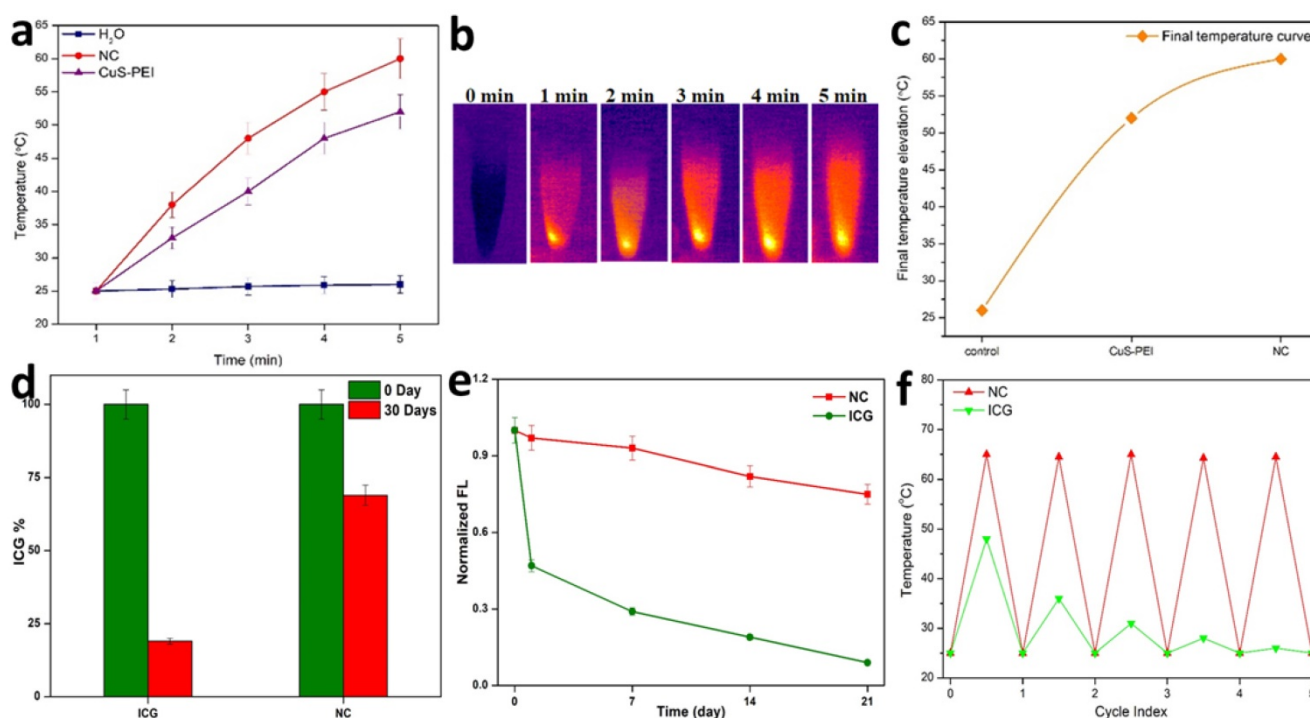 a
H₂O
NC
CuS-PEI
Temperature (°C)
65
60
55
50
45
40
35
30
25
20
1 2 3 4 5
Time (min)
b
0 min 1 min 2 min 3 min 4 min 5 min
c
Final temperature curve
Final temperature elevation (°C)
65
60
55
50
45
40
35
30
25
control CuS-PEI NC
d
0 Day
30 Days
ICG %
100
75
50
25
0
ICG NC
e
NC
ICG
Normalized FL
1.2
0.9
0.6
0.3
0.0
0 7 14 21
Time (day)
f
NC
ICG
Temperature (°C)
80
70
60
50
40
30
20
0 1 2 3 4
Cycle Index